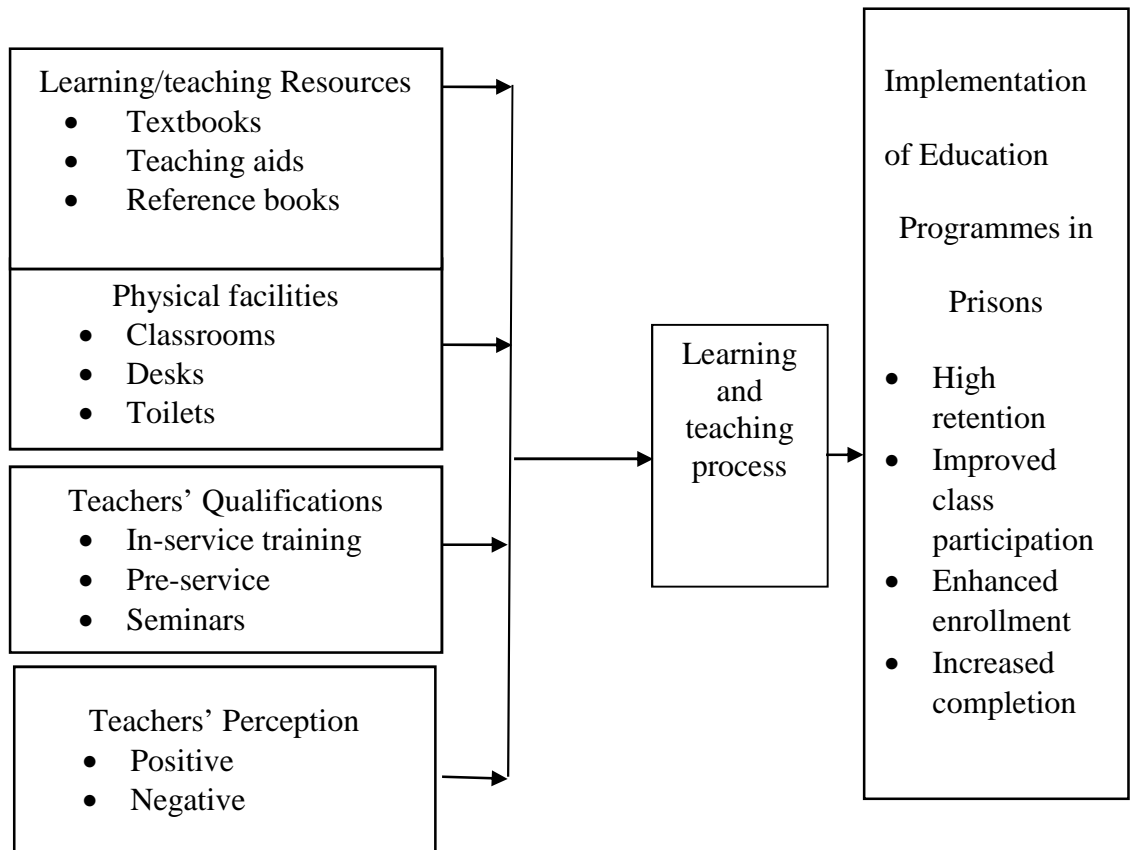 Learning/teaching Resources
• Textbooks
• Teaching aids
• Reference books
Physical facilities
• Classrooms
• Desks
• Toilets
Teachers’ Qualifications
• In-service training
• Pre-service
• Seminars
Teachers’ Perception
• Positive
• Negative
Learning
and
teaching
process
Implementation
of Education
Programmes in
Prisons
• High
retention
• Improved
class
participation
• Enhanced
enrollment
• Increased
completion